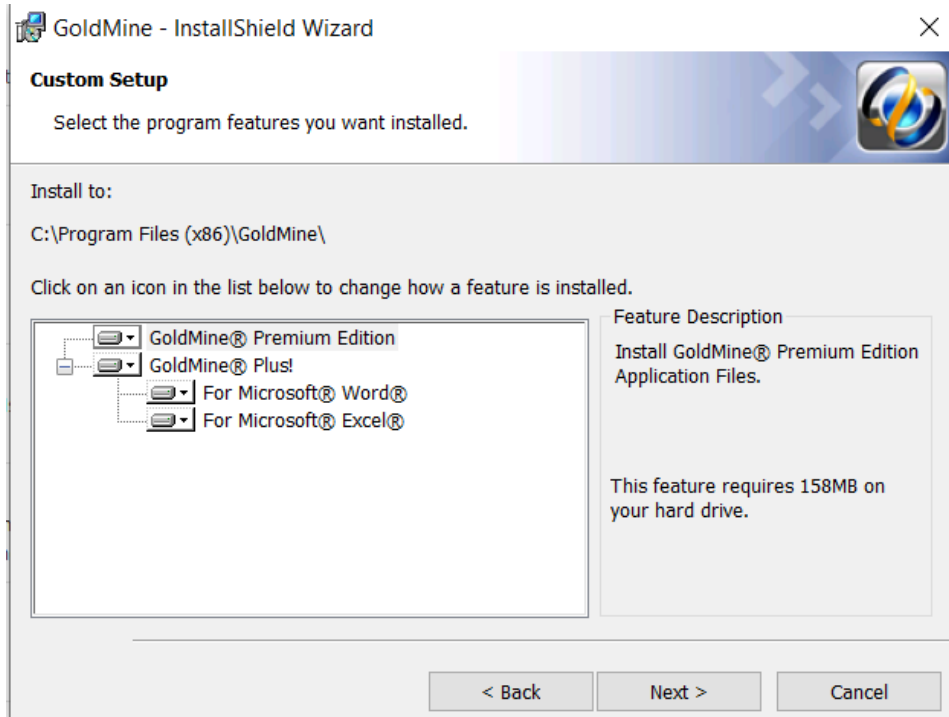 GoldMine - InstallShield Wizard
Custom Setup
Select the program features you want installed.
Install to:
C:\Program Files (x86)\GoldMine\
Click on an icon in the list below to change how a feature is installed.
GoldMine® Premium Edition
GoldMine® Plus!
For Microsoft® Word®
For Microsoft® Excel®
Feature Description
Install GoldMine® Premium Edition
Application Files.
This feature requires 158MB on
your hard drive.
< Back
Next >
Cancel